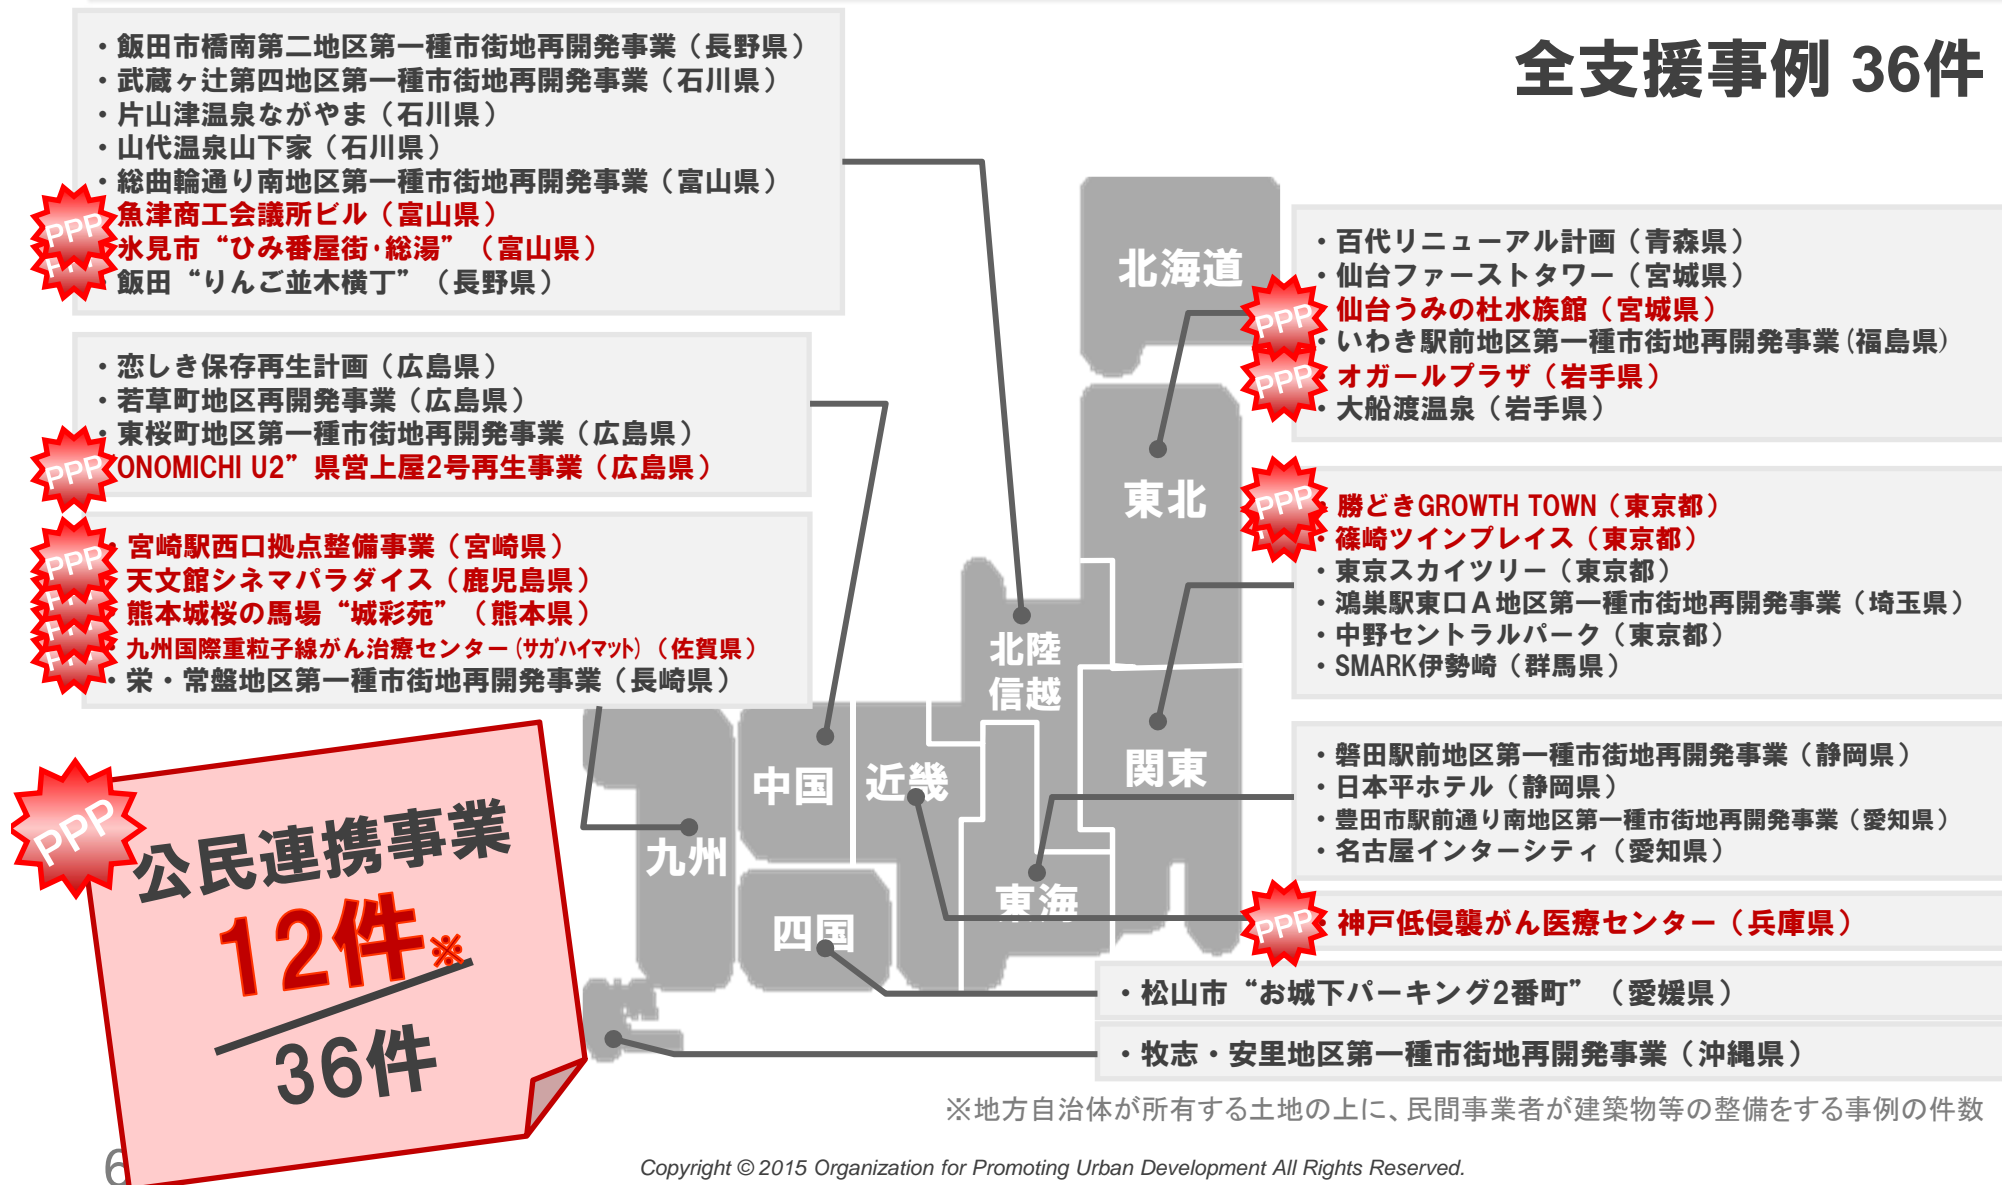 全支援事例 36件
・飯田市橋南第二地区第一種市街地再開発事業（長野県）
・武蔵ヶ辻第四地区第一種市街地再開発事業（石川県）
・片山津温泉ながやま（石川県）
・山代温泉山下家（石川県）
・総曲輪通り南地区第一種市街地再開発事業（富山県）
PPP 魚津商工会議所ビル（富山県）
氷見市“ひみ番屋街･総湯”（富山県）
・飯田“りんご並木横丁”（長野県）
・恋しき保存再生計画（広島県）
・若草町地区再開発事業（広島県）
・東桜町地区第一種市街地再開発事業（広島県）
PPP “ONOMICHI U2”県営上屋2号再生事業（広島県）
PPP ・宮崎駅西口拠点整備事業（宮崎県）
天文館シネマパラダイス（鹿児島県）
熊本城桜の馬場“城彩苑”（熊本県）
・九州国際重粒子線がん治療センター(サガハイマット)（佐賀県）
・栄・常盤地区第一種市街地再開発事業（長崎県）
北海道
東北
北陸
信越
関東
中国
近畿
九州
四国
東海
・百代リニューアル計画（青森県）
・仙台ファーストタワー（宮城県）
PPP 仙台うみの杜水族館（宮城県）
・いわき駅前地区第一種市街地再開発事業(福島県)
PPP ・オガールプラザ（岩手県）
・大船渡温泉（岩手県）
PPP ・勝どきGROWTH TOWN（東京都）
・篠崎ツインプレイス（東京都）
・東京スカイツリー（東京都）
・鴻巣駅東口Ａ地区第一種市街地再開発事業（埼玉県）
・中野セントラルパーク（東京都）
・SMARK伊勢崎（群馬県）
・磐田駅前地区第一種市街地再開発事業（静岡県）
・日本平ホテル（静岡県）
・豊田市駅前通り南地区第一種市街地再開発事業（愛知県）
・名古屋インターシティ（愛知県）
PPP ・神戸低侵襲がん医療センター（兵庫県）
・松山市“お城下パーキング2番町”（愛媛県）
・牧志・安里地区第一種市街地再開発事業（沖縄県）
PPP
公民連携事業
12件※
36件
※地方自治体が所有する土地の上に、民間事業者が建築物等の整備をする事例の件数
6
Copyright © 2015 Organization for Promoting Urban Development All Rights Reserved.